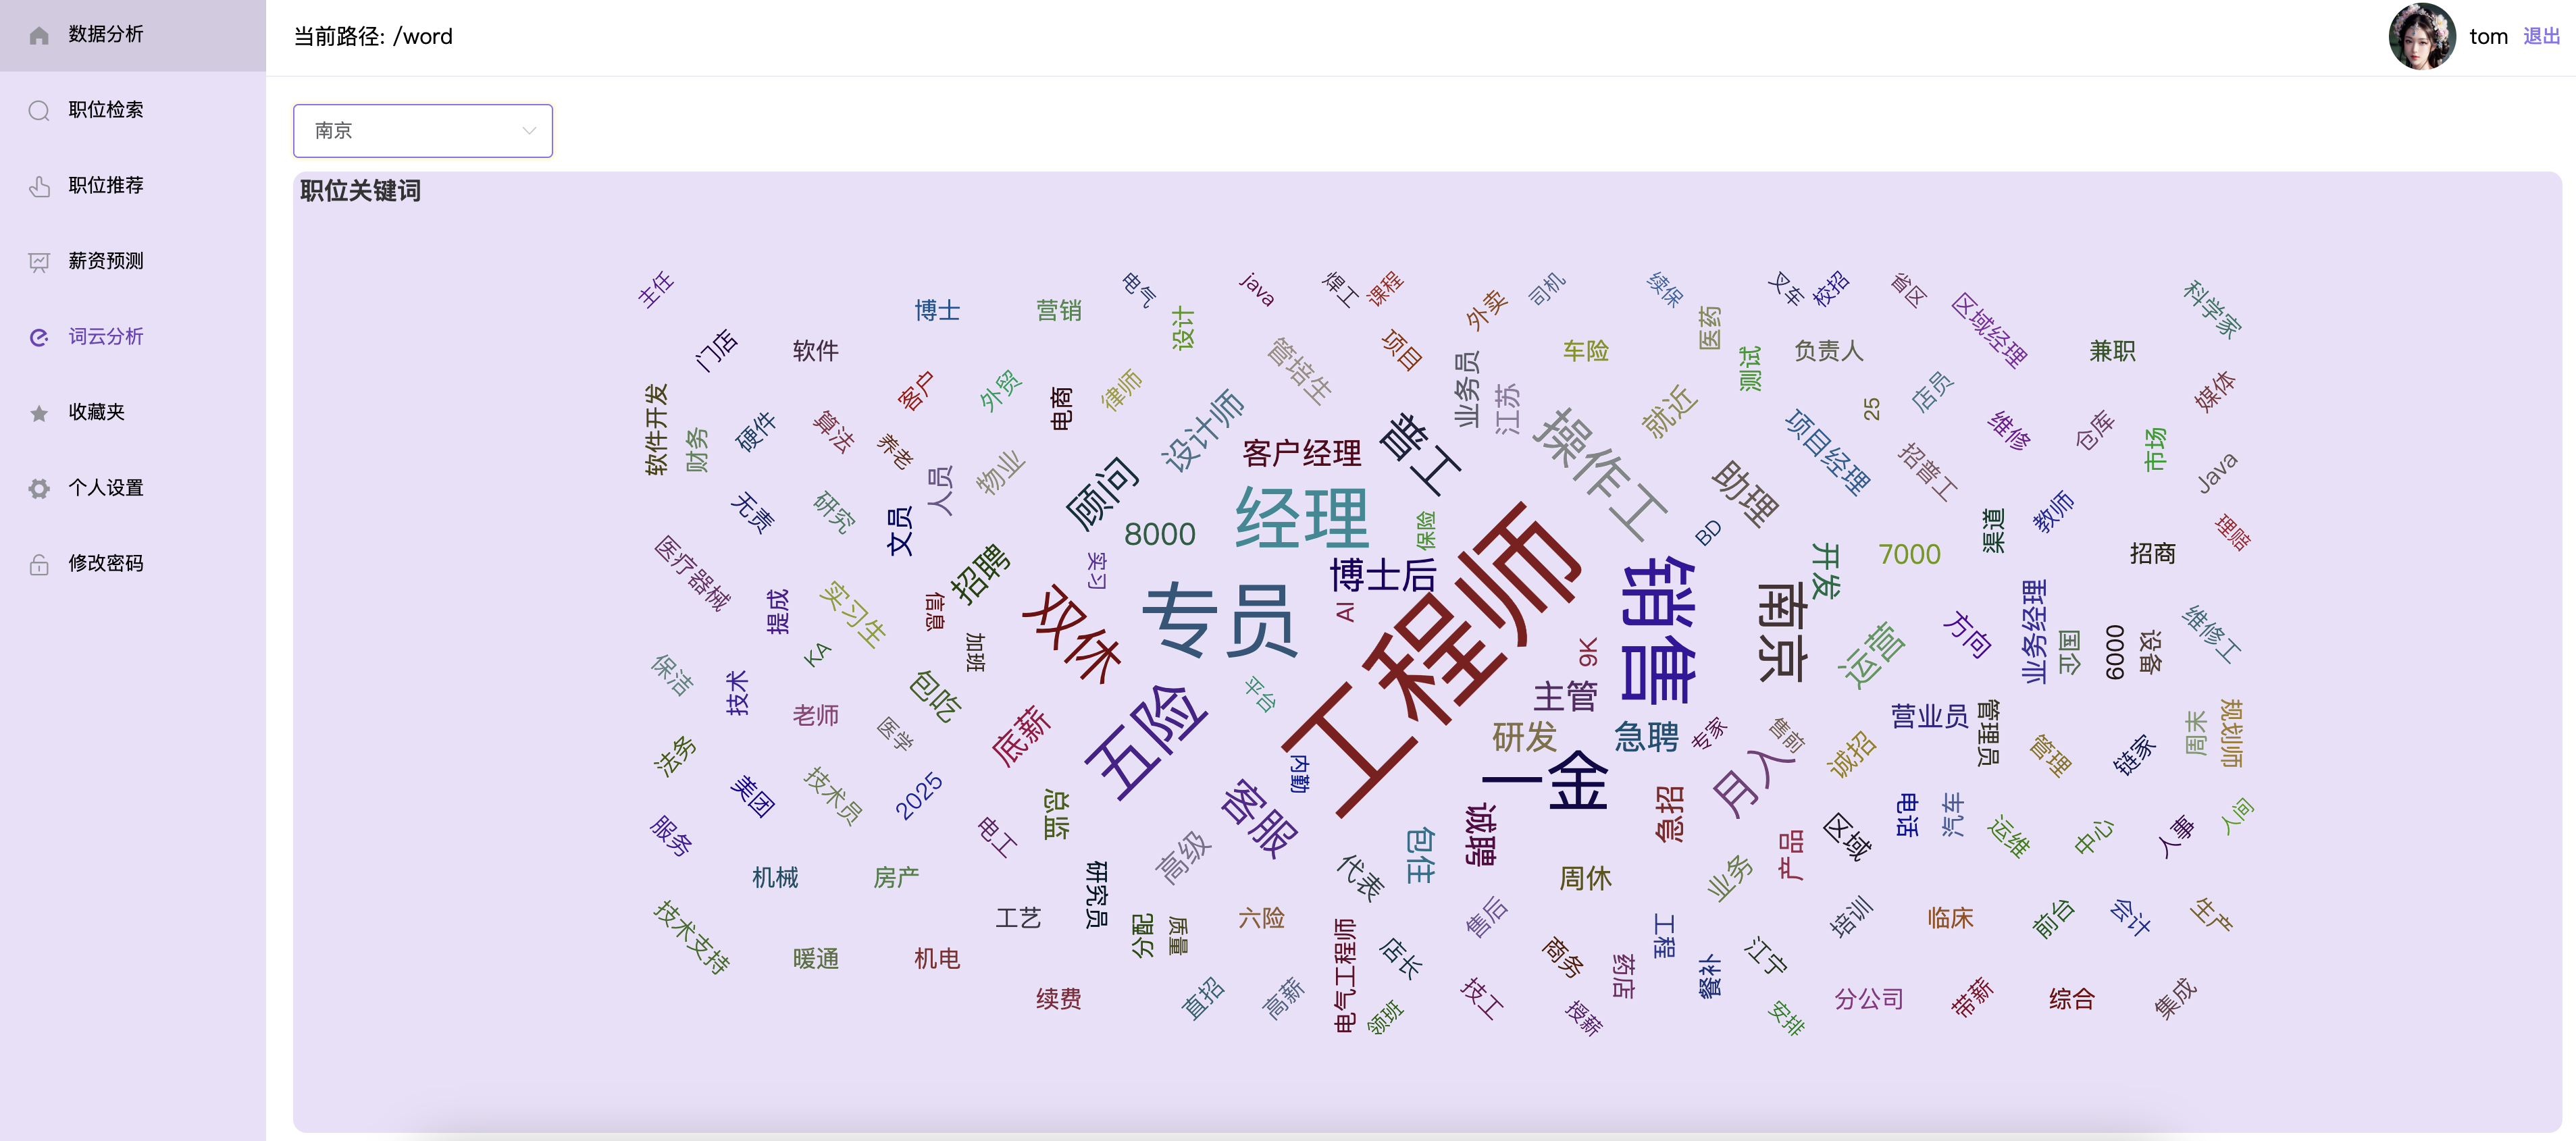 数据分析
职位检索
职位推荐
薪资预测
词云分析
收藏夹
个人设置
修改密码
当前路径: /word
tom
退出
南京
职位关键词
主任
博士
营销
电气
设计
java
焊工
课程
外卖
司机
续保
医药
叉车
校招
省区
区域经理
科学家
门店
软件
客户
外贸
电商
律师
管培生
项目
业务员
江苏
车险
就近
测试
负责人
25
店员
兼职
媒体
软件开发
财务
硬件
算法
养老
人员
物业
顾问
设计师
客户经理
普工
操作工
助理
项目经理
招普工
维修
仓库
市场
Java
无责
研究
文员
8000
经理
保险
BD
开发
7000
渠道
教师
招商
理赔
医疗器械
提成
实习生
信息
招聘
加班
实习
双休
专员
博士后
AI
工程师
9K
销售
南京
运营
方向
业务经理
国企
6000
设备
维修工
保洁
技术
KA
老师
医学
包吃
底薪
五险
平台
主管
研发
急聘
专家
售前
月入
诚招
营业员
管理员
管理
链家
周末
规划师
法务
美团
技术员
2025
电工
总监
内勤
客服
一金
诚聘
急招
产品
区域
电话
汽车
运维
中心
人事
人间
服务
机械
房产
研究员
高级
代表
包住
周休
业务
技术支持
暖通
机电
工艺
分配
质量
六险
电气工程师
店长
售后
商务
药店
工程
餐补
江宁
培训
临床
前台
会计
生产
续费
直招
高薪
领班
技工
授薪
安排
分公司
带薪
综合
集成